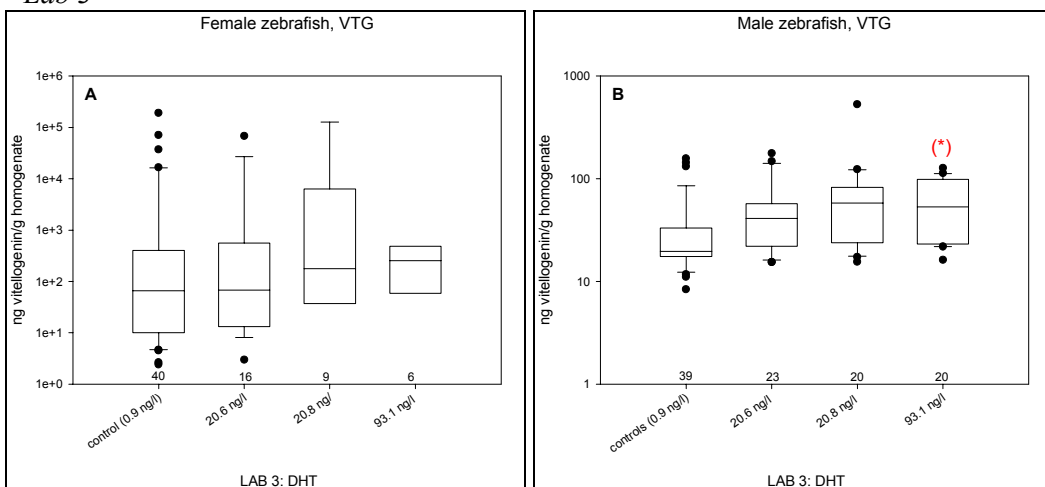 Lab 3
Female zebrafish, VTG
A
ng vitellogenin/g homogenate
1e+6
1e+5
1e+4
1e+3
1e+2
1e+1
1e+0
40
16
9
6
control (0.9 ng/l)
20.6 ng/l
20.8 ng/
93.1 ng/l
LAB 3: DHT
Male zebrafish, VTG
B
ng vitellogenin/g homogenate
1000
100
10
1
(*)
39
23
20
20
controls (0.9 ng/l)
20.6 ng/l
20.8 ng/l
93.1 ng/l
LAB 3: DHT